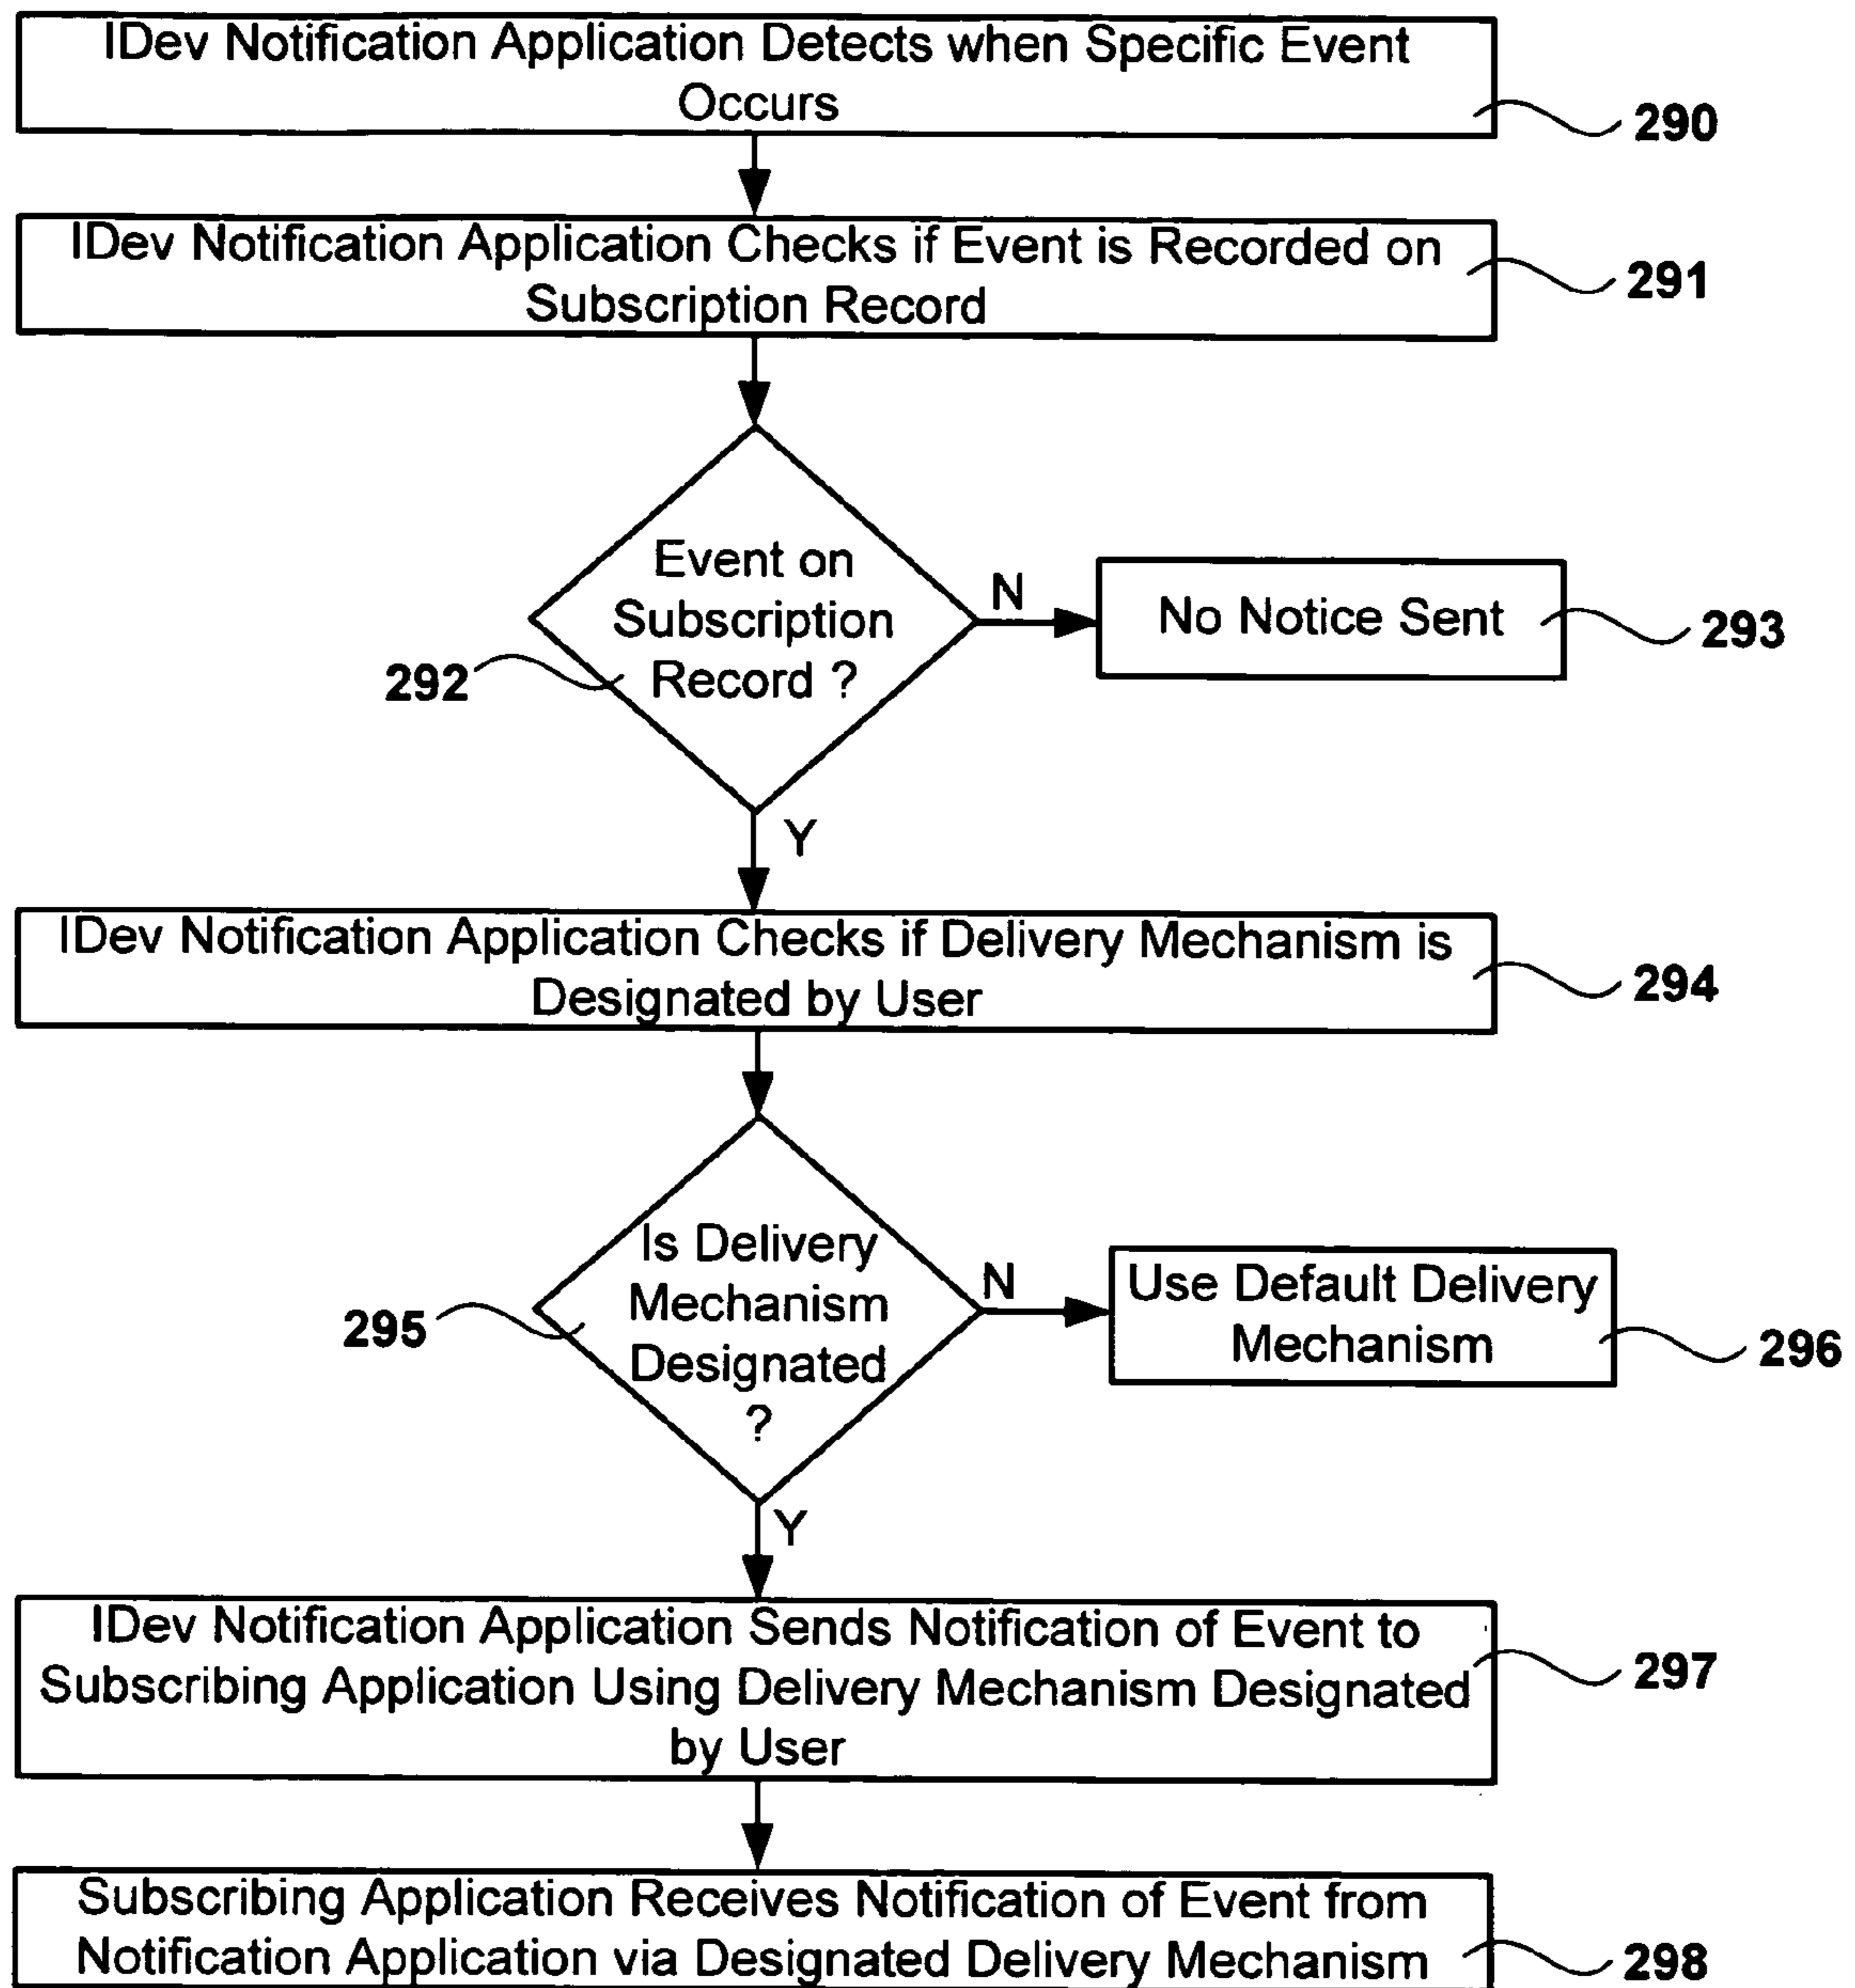 IDev Notification Application Detects when Specific Event
Occurs
290
IDev Notification Application Checks if Event is Recorded on
Subscription Record
291
Event on
Subscription
Record ?
292
N
No Notice Sent
293
Y
IDev Notification Application Checks if Delivery Mechanism is
Designated by User
294
Is Delivery
Mechanism
Designated
?
295
N
Use Default Delivery
Mechanism
296
Y
IDev Notification Application Sends Notification of Event to
Subscribing Application Using Delivery Mechanism Designated
by User
297
Subscribing Application Receives Notification of Event from
Notification Application via Designated Delivery Mechanism
298